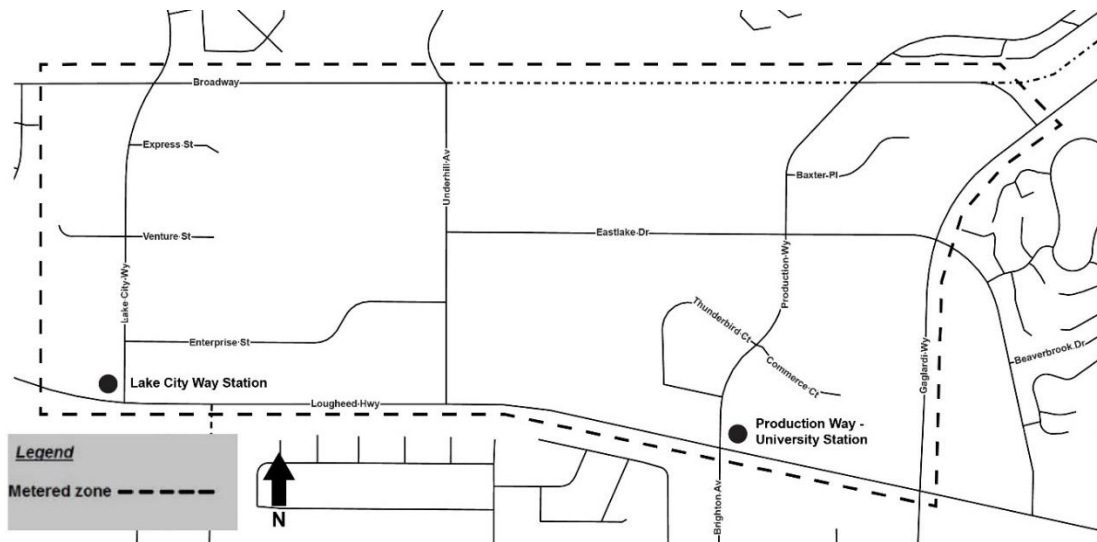 Broadway
Express St
Underhill Av
Baxter Pl
Venture St
Eastlake Dr
Lake City Wy
Production Wy
Thunderbird Ct
Enterprise St
Commerce Ct
Gaglardi Wy
Beaverbrook Dr
Lake City Way Station
Lougheed Hwy
Production Way -
University Station
Legend
Metered zone
Brighton Av
N